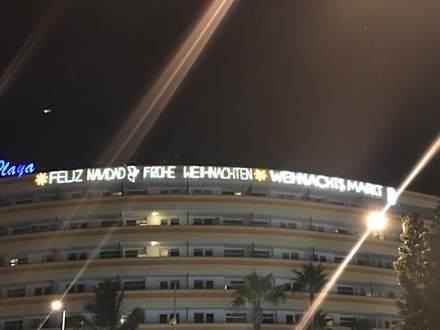 Playa
FELIZ NAVIDAD FROHE WEIHNACHTEN WEIHNACHTS MARKT